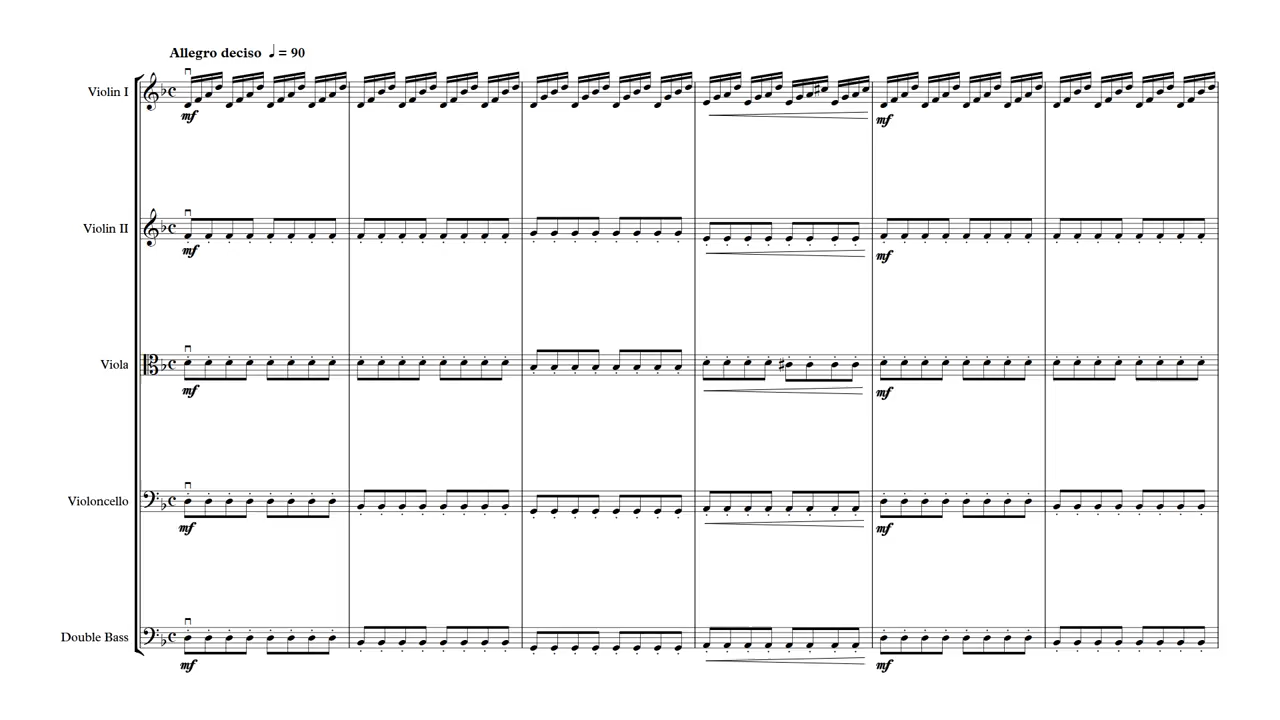 Allegro deciso ♩ = 90
Violin I
mf
mf
Violin II
mf
mf
Viola
mf
mf
Violoncello
mf
mf
Double Bass
mf
mf